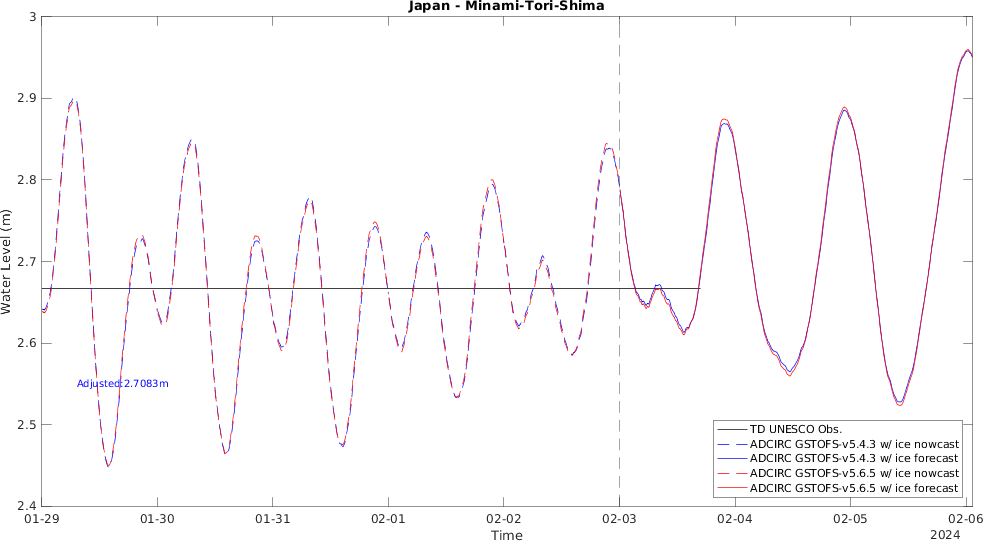 Japan - Minami-Tori-Shima
3
2.9
2.8
2.7
2.6
2.5
2.4
Water Level (m)
Adjusted:2.7083m
TD UNESCO Obs.
ADCIRC GSTOFS-v5.4.3 w/ ice nowcast
ADCIRC GSTOFS-v5.4.3 w/ ice forecast
ADCIRC GSTOFS-v5.6.5 w/ ice nowcast
ADCIRC GSTOFS-v5.6.5 w/ ice forecast
01-29 01-30 01-31 02-01 02-02 02-03 02-04 02-05 02-06
Time
2024